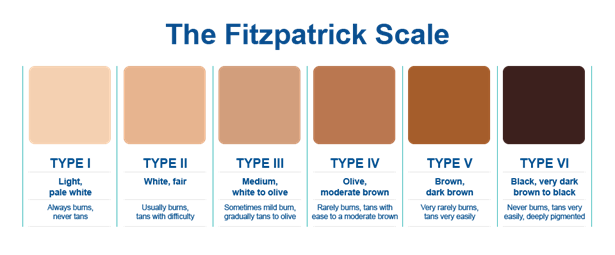 The Fitzpatrick Scale
TYPE I
Light,
pale white
Always burns,
never tans
TYPE II
White, fair
Usually burns,
tans with difficulty
TYPE III
Medium,
white to olive
Sometimes mild burn,
gradually tans to olive
TYPE IV
Olive,
moderate brown
Rarely burns, tans with
ease to a moderate brown
TYPE V
Brown,
dark brown
Very rarely burns,
tans very easily
TYPE VI
Black, very dark
brown to black
Never burns, tans very
easily, deeply pigmented